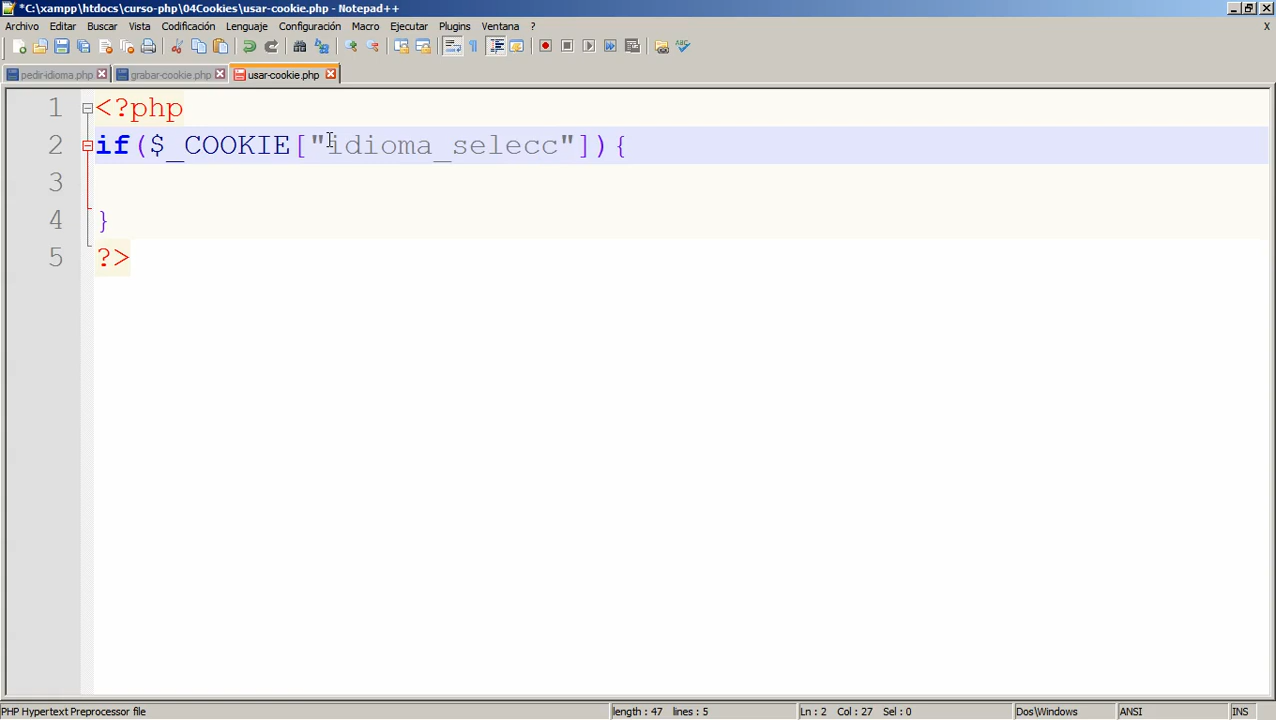 *C:\xampp\htdocs\curso-php\04Cookies\usar-cookie.php - Notepad++
Archivo Editar Buscar Vista Codificación Lenguaje Configuración Macro Ejecutar Plugins Ventana ? X
pedir-idioma.php grabar-cookie.php usar-cookie.php
1 <?php
2 if($_COOKIE["idioma_selecc"]){
3
4 }
5 ?>
PHP Hypertext Preprocessor file length : 47 lines : 5 Ln : 2 Col : 27 Sel : 0 Dos\Windows ANSI INS